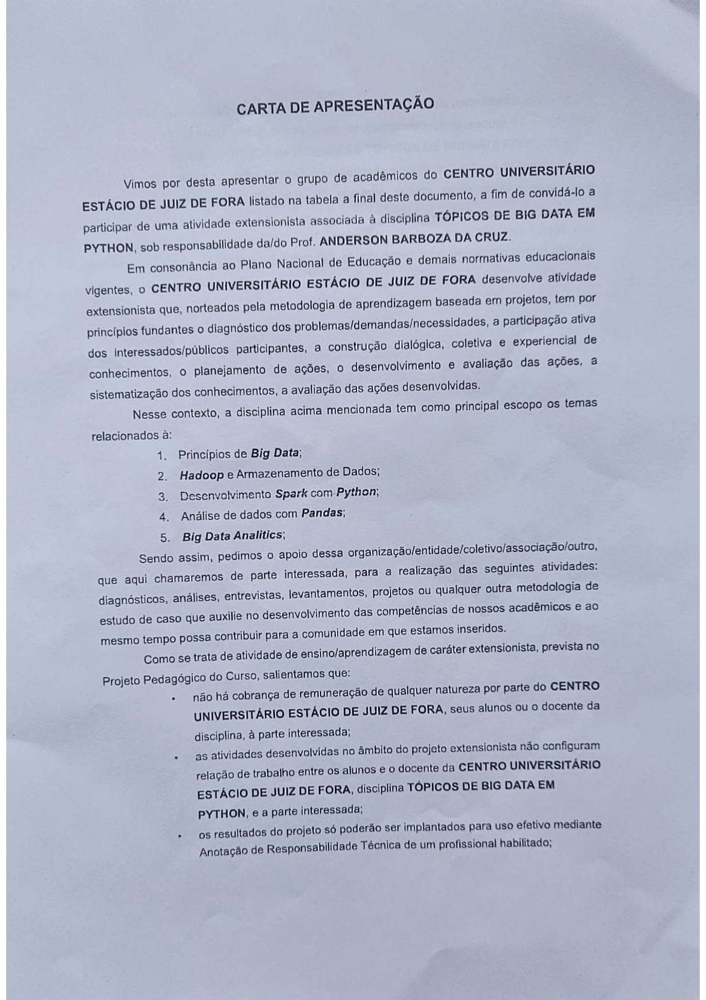 CARTA DE APRESENTAÇÃO
Vimos por desta apresentar o grupo de acadêmicos do CENTRO UNIVERSITÁRIO
ESTÁCIO DE JUIZ DE FORA listado na tabela a final deste documento, a fim de convidá-lo a
participar de uma atividade extensionista associada à disciplina TÓPICOS DE BIG DATA EM
PYTHON, sob responsabilidade da/do Prof. ANDERSON BARBOZA DA CRUZ.
Em consonância ao Plano Nacional de Educação e demais normativas educacionais
vigentes, o CENTRO UNIVERSITÁRIO ESTÁCIO DE JUIZ DE FORA desenvolve atividade
extensionista que, norteados pela metodologia de aprendizagem baseada em projetos, tem por
princípios fundantes o diagnóstico dos problemas/demandas/necessidades, a participação ativa
dos interessados/públicos participantes, a construção dialógica, coletiva e experiencial de
conhecimentos, o planejamento de ações, o desenvolvimento e avaliação das ações, a
sistematização dos conhecimentos, a avaliação das ações desenvolvidas.
Nesse contexto, a disciplina acima mencionada tem como principal escopo os temas
relacionados à:
1. Princípios de Big Data;
2. Hadoop e Armazenamento de Dados;
3. Desenvolvimento Spark com Python;
4. Análise de dados com Pandas;
5. Big Data Analitics;
Sendo assim, pedimos o apoio dessa organização/entidade/coletivo/associação/outro,
que aqui chamaremos de parte interessada, para a realização das seguintes atividades:
diagnósticos, análises, entrevistas, levantamentos, projetos ou qualquer outra metodologia de
estudo de caso que auxilie no desenvolvimento das competências de nossos acadêmicos e ao
mesmo tempo possa contribuir para a comunidade em que estamos inseridos.
Como se trata de atividade de ensino/aprendizagem de caráter extensionista, prevista no
Projeto Pedagógico do Curso, salientamos que:
• não há cobrança de remuneração de qualquer natureza por parte do CENTRO
UNIVERSITÁRIO ESTÁCIO DE JUIZ DE FORA, seus alunos ou o docente da
disciplina, à parte interessada;
• as atividades desenvolvidas no âmbito do projeto extensionista não configuram
relação de trabalho entre os alunos e o docente da CENTRO UNIVERSITÁRIO
ESTÁCIO DE JUIZ DE FORA, disciplina TÓPICOS DE BIG DATA EM
PYTHON, e a parte interessada;
• os resultados do projeto só poderão ser implantados para uso efetivo mediante
Anotação de Responsabilidade Técnica de um profissional habilitado;